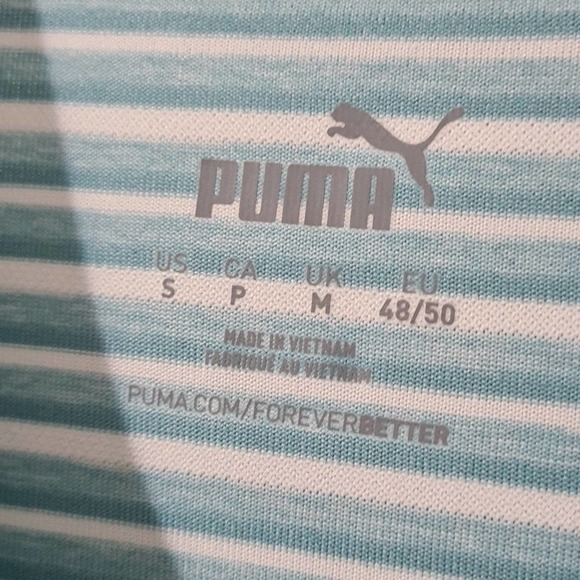 PUMA
US CA UK EU
S P M 48/50
MADE IN VIETNAM
FABRIQUÉ AU VIETNAM
PUMA.COM/FOREVERBETTER